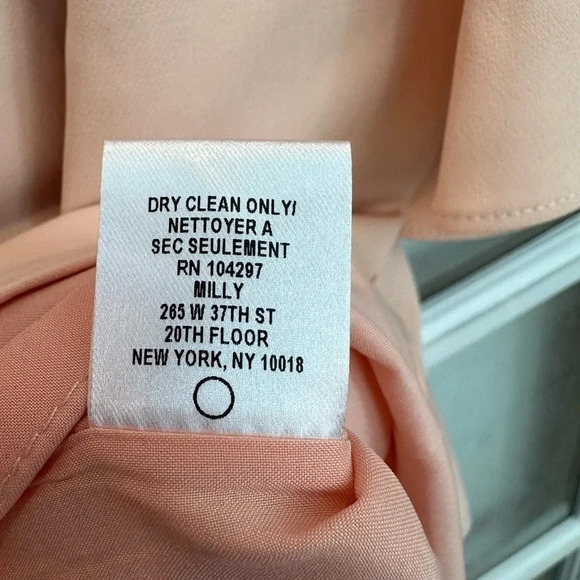 DRY CLEAN ONLY/
NETTOYER A
SEC SEULEMENT
RN 104297
MILLY
265 W 37TH ST
20TH FLOOR
NEW YORK, NY 10018